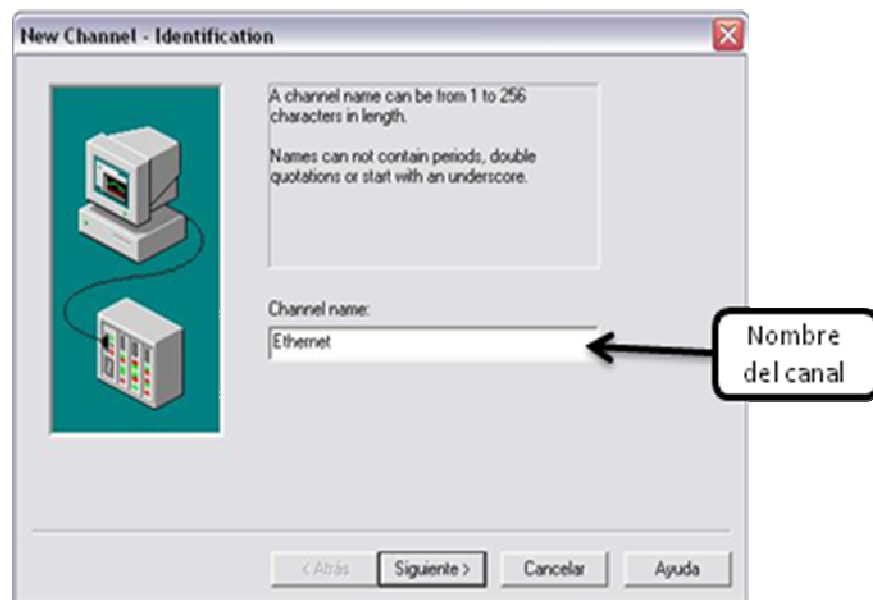 New Channel - Identification
A channel name can be from 1 to 256
characters in length.
Names can not contain periods, double
quotations or start with an underscore.
Channel name:
Ethernet
Nombre
del canal
< Atrás
Siguiente >
Cancelar
Ayuda